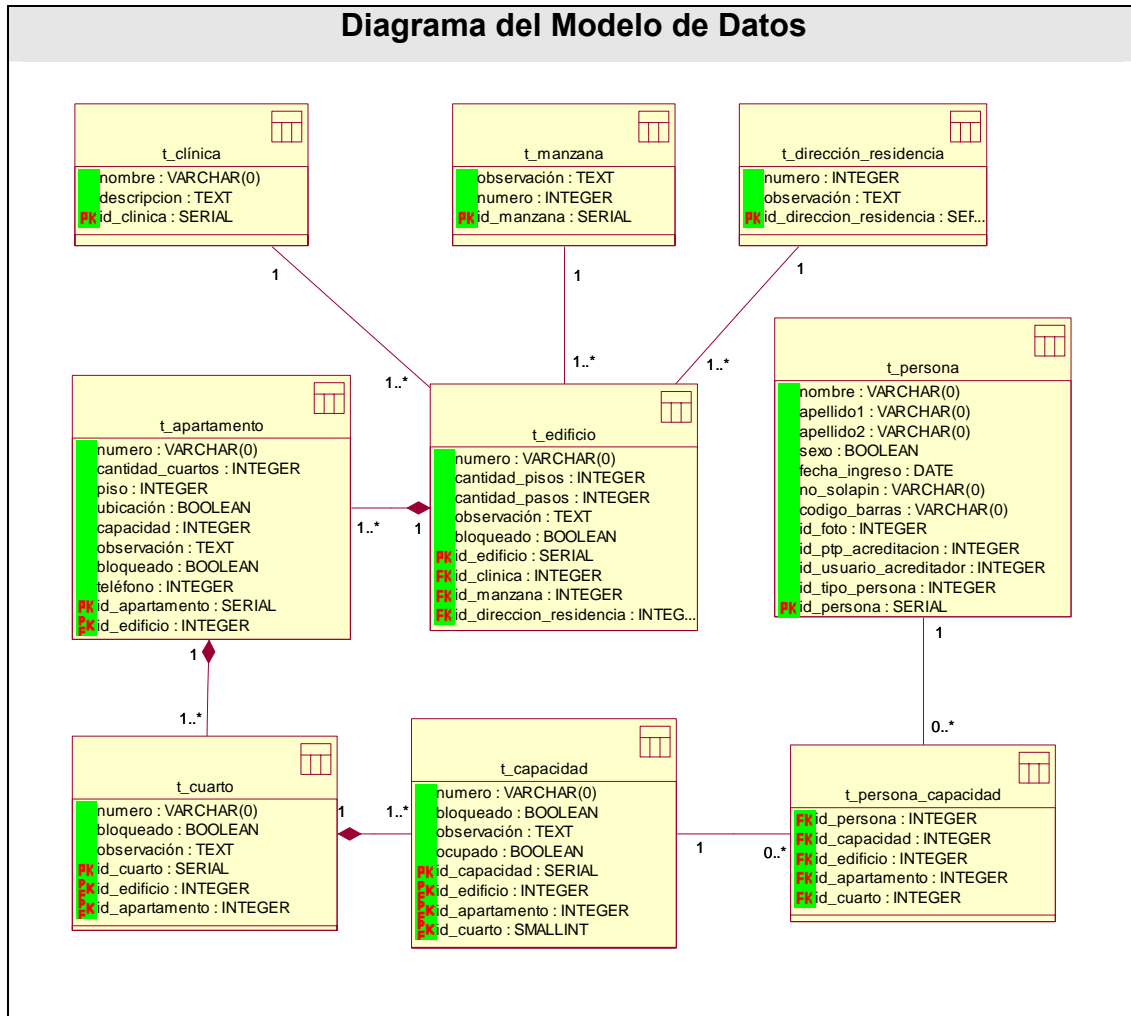 Diagrama del Modelo de Datos
t_clínica
nombre : VARCHAR(0)
descripcion : TEXT
PK id_clinica : SERIAL
t_manzana
observación : TEXT
numero : INTEGER
PK id_manzana : SERIAL
t_dirección_residencia
numero : INTEGER
observación : TEXT
PK id_direccion_residencia : SER...
1
1
1
1..*
1..*
1..*
t_persona
nombre : VARCHAR(0)
apellido1 : VARCHAR(0)
apellido2 : VARCHAR(0)
sexo : BOOLEAN
fecha_ingreso : DATE
no_solapin : VARCHAR(0)
codigo_barras : VARCHAR(0)
id_foto : INTEGER
id_ptp_acreditacion : INTEGER
id_usuario_acreditador : INTEGER
id_tipo_persona : INTEGER
PK id_persona : SERIAL
t_apartamento
numero : VARCHAR(0)
cantidad_cuartos : INTEGER
piso : INTEGER
ubicación : BOOLEAN
capacidad : INTEGER
observación : TEXT
bloqueado : BOOLEAN
teléfono : INTEGER
PK id_apartamento : SERIAL
PFK id_edificio : INTEGER
1..*
1
t_edificio
numero : VARCHAR(0)
cantidad_pisos : INTEGER
cantidad_pasos : INTEGER
observación : TEXT
bloqueado : BOOLEAN
PK id_edificio : SERIAL
FK id_clinica : INTEGER
FK id_manzana : INTEGER
FK id_direccion_residencia : INTEG...
1
1..*
1
0..*
t_cuarto
numero : VARCHAR(0)
bloqueado : BOOLEAN
observación : TEXT
PK id_cuarto : SERIAL
PFK id_edificio : INTEGER
PFK id_apartamento : INTEGER
1
1..*
t_capacidad
numero : VARCHAR(0)
bloqueado : BOOLEAN
observación : TEXT
ocupado : BOOLEAN
PK id_capacidad : SERIAL
PFK id_edificio : INTEGER
PFK id_apartamento : INTEGER
PFK id_cuarto : SMALLINT
1
0..*
t_persona_capacidad
FK id_persona : INTEGER
FK id_capacidad : INTEGER
FK id_edificio : INTEGER
FK id_apartamento : INTEGER
FK id_cuarto : INTEGER